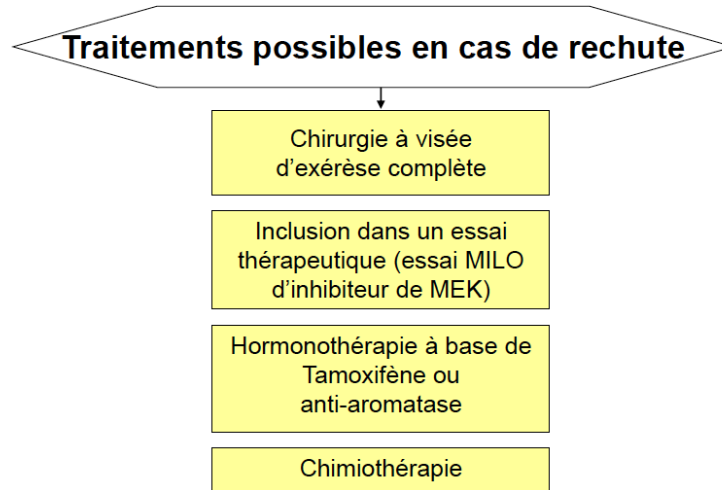 Traitements possibles en cas de rechute
Chirurgie à visée
d'exérèse complète
Inclusion dans un essai
thérapeutique (essai MILO
d'inhibiteur de MEK)
Hormonothérapie à base de
Tamoxifène ou
anti-aromatase
Chimiothérapie